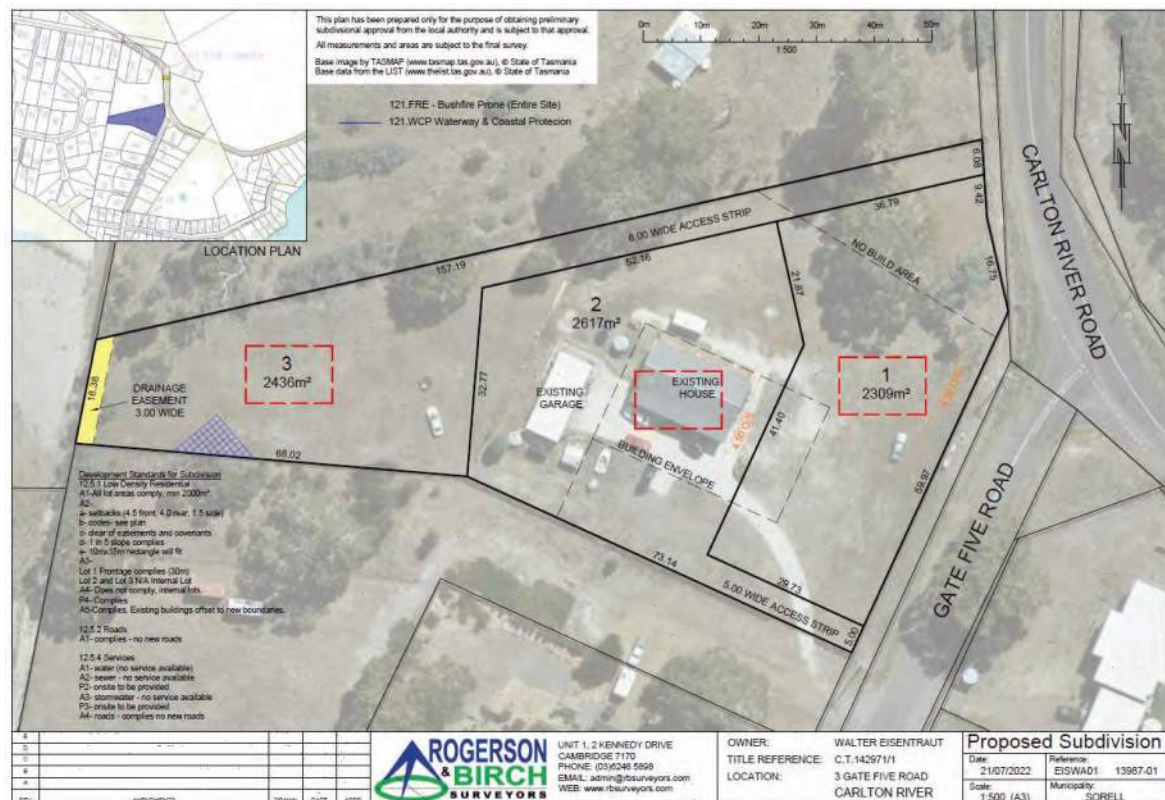 This plan has been prepared only for the purpose of obtaining preliminary
subdivisional approval from the local authority and is subject to that approval.
All measurements and areas are subject to the final survey.
Base image by TASMAP (www.tasmap.tas.gov.au), © State of Tasmania
Base data from the LIST (www.thelist.tas.gov.au), © State of Tasmania
0m 10m 20m 30m 40m 50m
1:500
121.FRE - Bushfire Prone (Entire Site)
121.WCP Waterway & Coastal Protecion
LOCATION PLAN
CARLTON RIVER ROAD
6.08
9.42
36.79
6.00 WIDE ACCESS STRIP
52.16
157.19
NO BUILD AREA
16.75
21.87
2
2617m²
3
2436m²
1
2309m²
EXISTING
HOUSE
EXISTING
GARAGE
32.77
16.38
DRAINAGE
EASEMENT
3.00 WIDE
41.40
BUILDING ENVELOPE
68.02
59.97
GATE FIVE ROAD
73.14
29.73
5.00 WIDE ACCESS STRIP
5.00
Development Standards for Subdivision
12.5.1 Low Density Residential
A1-All lot areas comply, min 2000m².
A2-
a- setbacks (4.5 front, 4.0 rear, 1.5 side)
b- codes- see plan
c- clear of easements and covenants
d- 1 in 5 slope complies
e- 10mx15m rectangle will fit
A3-
Lot 1 Frontage complies (30m)
Lot 2 and Lot 3 N/A Internal Lot
A4- Does not comply, internal lots.
P4- Complies
A5-Complies. Existing buildings offset to new boundaries.
12.5.2 Roads
A1- complies - no new roads
12.5.4 Services
A1- water (no service available)
A2- sewer - no service available
P2- onsite to be provided
A3- stormwater - no service available
P3- onsite to be provided
A4- roads - complies no new roads
ROGERSON
& BIRCH
SURVEYORS
UNIT 1, 2 KENNEDY DRIVE
CAMBRIDGE 7170
PHONE: (03)6248 5898
EMAIL: admin@rbsurveyors.com
WEB: www.rbsurveyors.com
OWNER: WALTER EISENTRAUT
TITLE REFERENCE: C.T.142971/1
LOCATION: 3 GATE FIVE ROAD
CARLTON RIVER
Proposed Subdivision
Date: 21/07/2022
Reference: EISWA01 13987-01
Scale: 1:500 (A3)
Municipality: SORELL